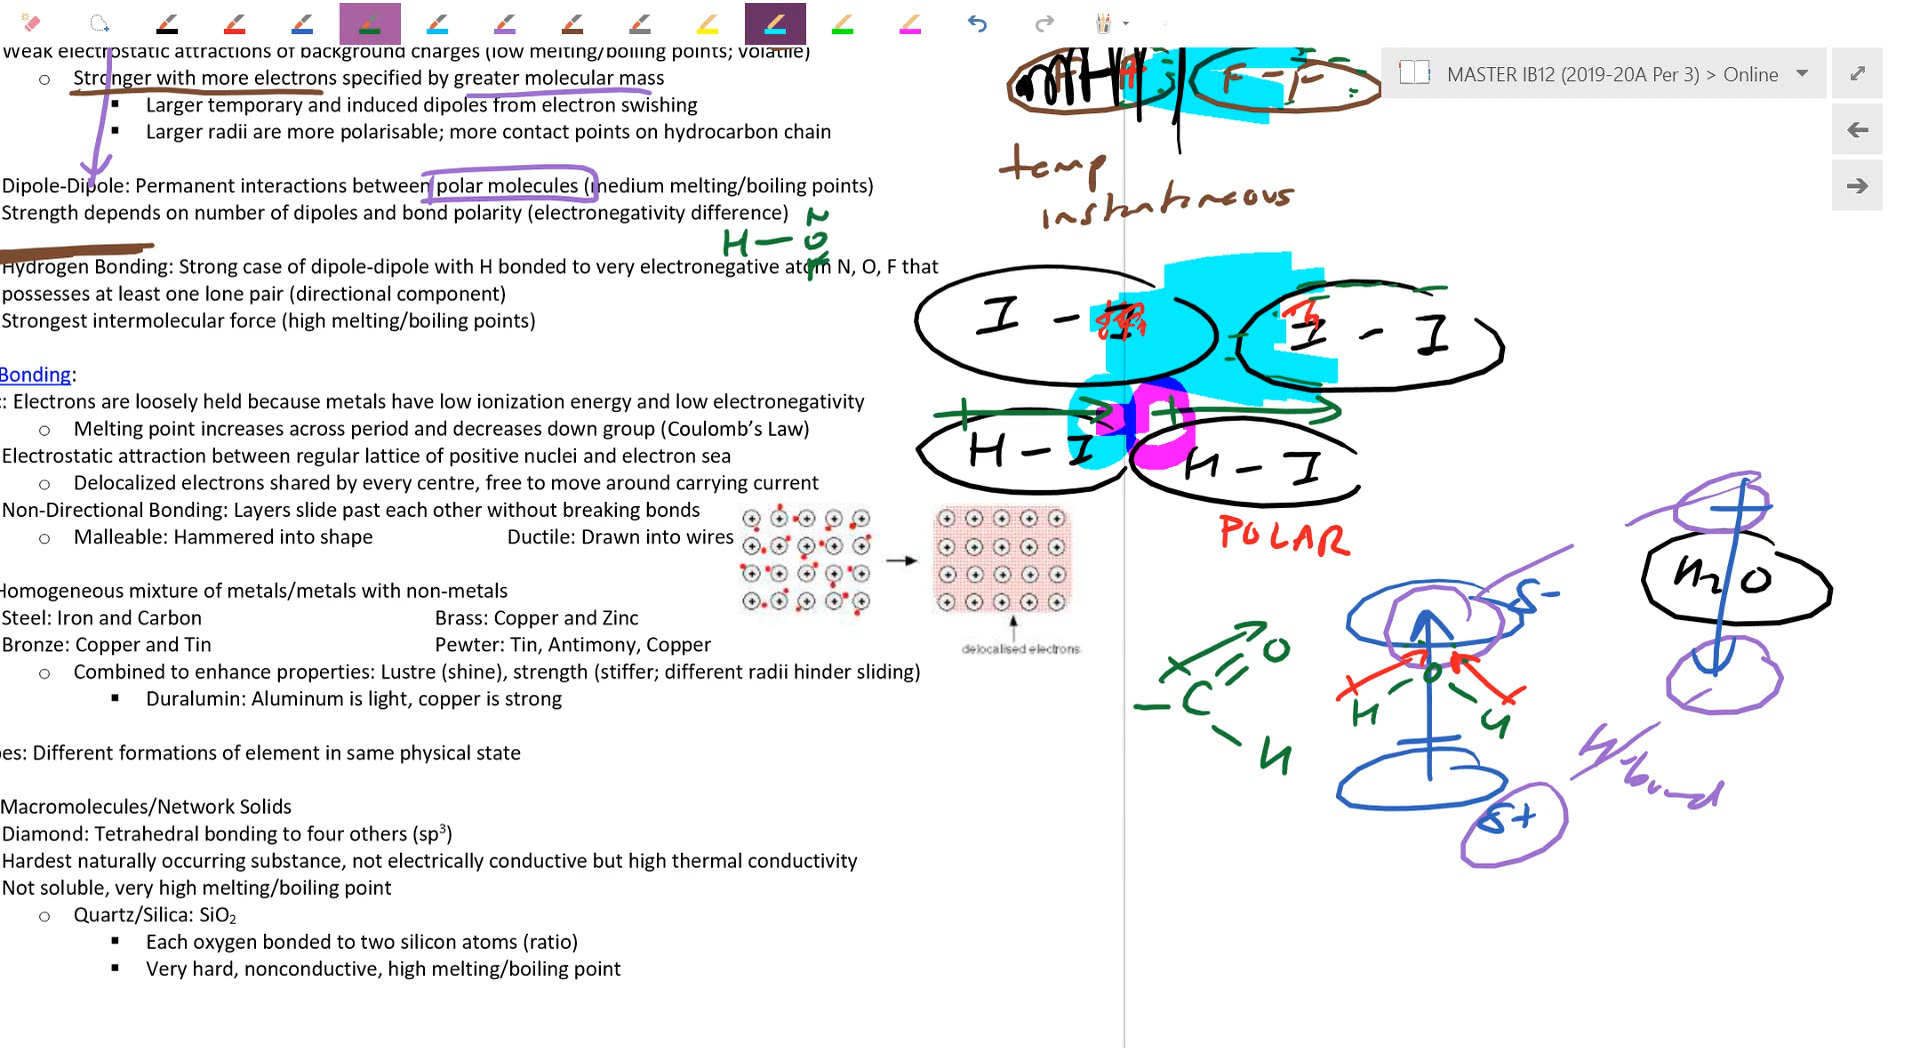 Weak electrostatic attractions of background charges (low melting/boiling points; volatile)
o Stronger with more electrons specified by greater molecular mass
▪ Larger temporary and induced dipoles from electron swishing
▪ Larger radii are more polarisable; more contact points on hydrocarbon chain
Dipole-Dipole: Permanent interactions between polar molecules (medium melting/boiling points)
Strength depends on number of dipoles and bond polarity (electronegativity difference)
Hydrogen Bonding: Strong case of dipole-dipole with H bonded to very electronegative atom N, O, F that
possesses at least one lone pair (directional component)
Strongest intermolecular force (high melting/boiling points)
Bonding:
: Electrons are loosely held because metals have low ionization energy and low electronegativity
o Melting point increases across period and decreases down group (Coulomb's Law)
Electrostatic attraction between regular lattice of positive nuclei and electron sea
o Delocalized electrons shared by every centre, free to move around carrying current
Non-Directional Bonding: Layers slide past each other without breaking bonds
o Malleable: Hammered into shape Ductile: Drawn into wires
Homogeneous mixture of metals/metals with non-metals
Steel: Iron and Carbon Brass: Copper and Zinc
Bronze: Copper and Tin Pewter: Tin, Antimony, Copper
o Combined to enhance properties: Lustre (shine), strength (stiffer; different radii hinder sliding)
▪ Duralumin: Aluminum is light, copper is strong
pes: Different formations of element in same physical state
Macromolecules/Network Solids
Diamond: Tetrahedral bonding to four others (sp³)
Hardest naturally occurring substance, not electrically conductive but high thermal conductivity
Not soluble, very high melting/boiling point
o Quartz/Silica: SiO₂
▪ Each oxygen bonded to two silicon atoms (ratio)
▪ Very hard, nonconductive, high melting/boiling point
delocalised electrons
MASTER IB12 (2019-20A Per 3) > Online
F - F
temp
instantaneous
N
H — O
F
I - I
I - I
H - I
H - I
POLAR
H2O
δ-
O
H H
δ+
H-bond
O
- C
H